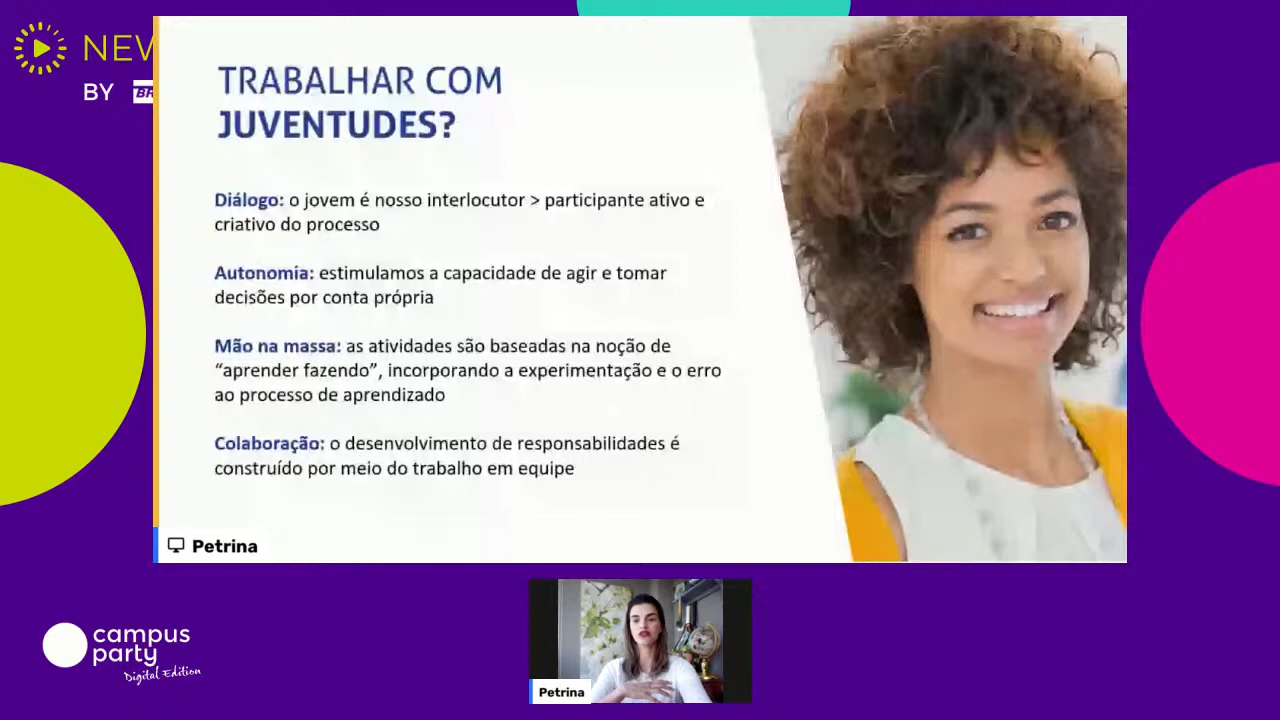 NEW
BY BR
TRABALHAR COM
JUVENTUDES?
Diálogo: o jovem é nosso interlocutor > participante ativo e
criativo do processo
Autonomia: estimulamos a capacidade de agir e tomar
decisões por conta própria
Mão na massa: as atividades são baseadas na noção de
“aprender fazendo”, incorporando a experimentação e o erro
ao processo de aprendizado
Colaboração: o desenvolvimento de responsabilidades é
construído por meio do trabalho em equipe
Petrina
campus
party
Digital Edition
Petrina